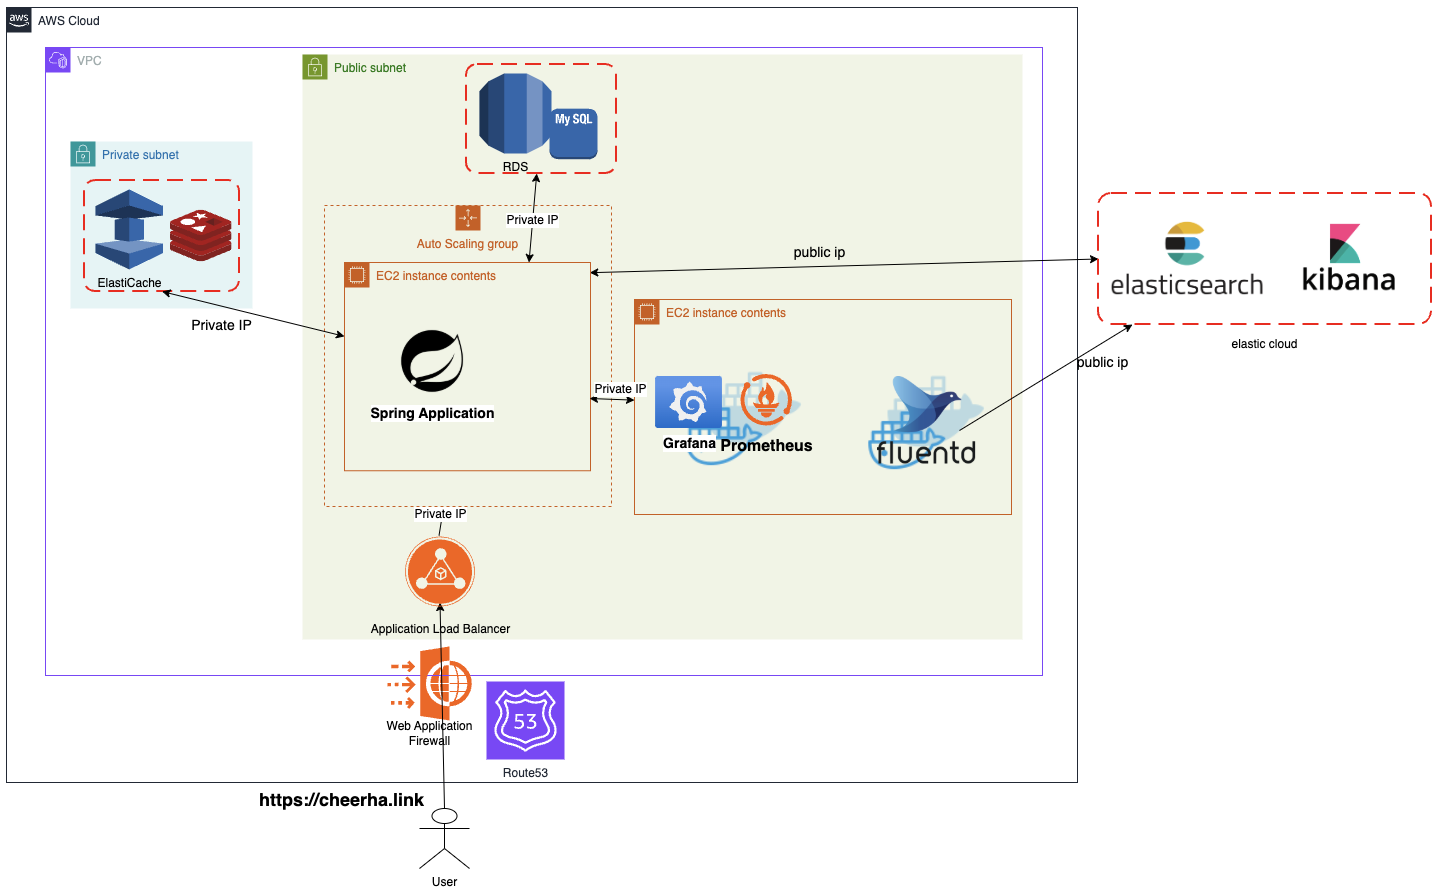 aws
AWS Cloud
VPC
Public subnet
My SQL
RDS
Private subnet
ElastiCache
Private IP
Private IP
Auto Scaling group
EC2 instance contents
Spring Application
public ip
elasticsearch
kibana
elastic cloud
public ip
EC2 instance contents
Private IP
Grafana
Prometheus
fluentd
Private IP
Application Load Balancer
Web Application
Firewall
53
Route53
https://cheerha.link
User